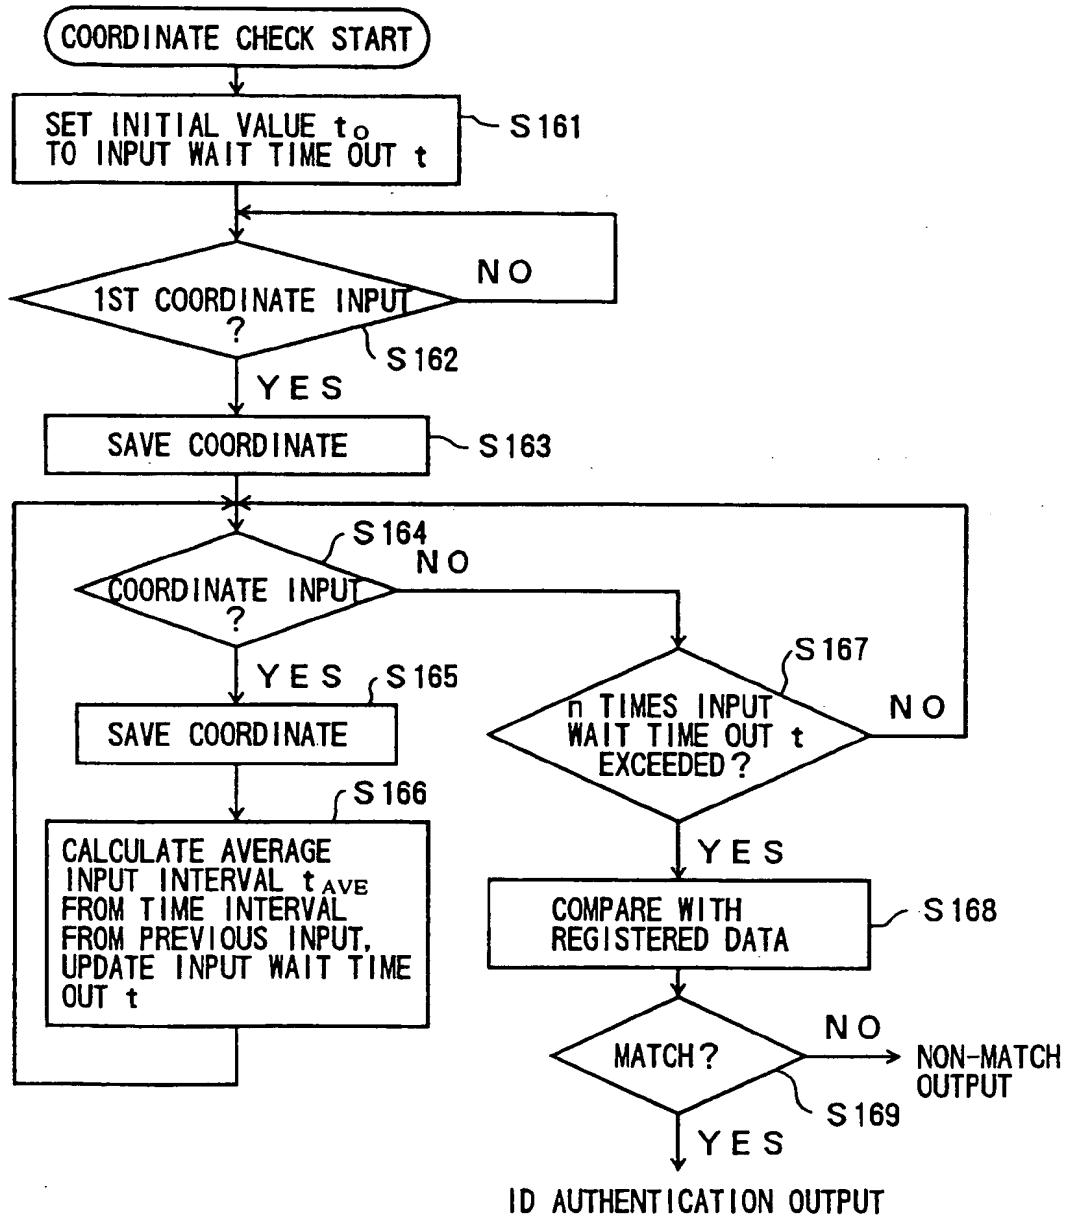 COORDINATE CHECK START
SET INITIAL VALUE to
TO INPUT WAIT TIME OUT t
S161
NO
1ST COORDINATE INPUT
?
S162
YES
SAVE COORDINATE
S163
S164
NO
COORDINATE INPUT
?
YES
S165
SAVE COORDINATE
S166
CALCULATE AVERAGE
INPUT INTERVAL tAVE
FROM TIME INTERVAL
FROM PREVIOUS INPUT,
UPDATE INPUT WAIT TIME
OUT t
S167
n TIMES INPUT
WAIT TIME OUT t
EXCEEDED?
NO
YES
COMPARE WITH
REGISTERED DATA
S168
MATCH?
NO
NON-MATCH
OUTPUT
S169
YES
ID AUTHENTICATION OUTPUT